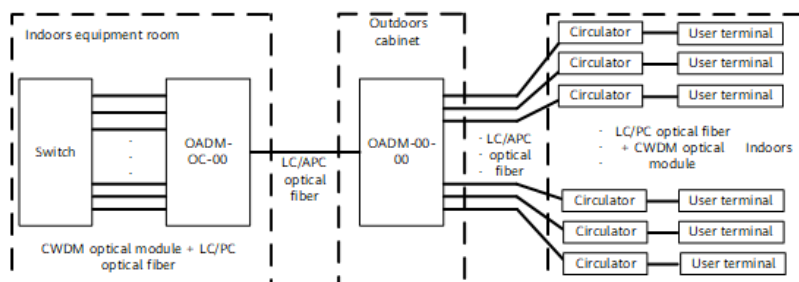 Indoors equipment room
Switch
OADM-
OC-00
CWDM optical module + LC/PC
optical fiber
LC/APC
optical
fiber
Outdoors
cabinet
OADM-00-
00
LC/APC
optical
fiber
Circulator
User terminal
Circulator
User terminal
Circulator
User terminal
LC/PC optical fiber
+ CWDM optical
module
Indoors
Circulator
User terminal
Circulator
User terminal
Circulator
User terminal